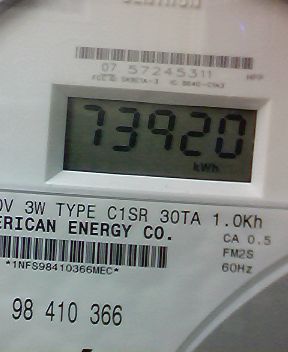 07 57245311
73920
kWh
3W TYPE C1SR 30TA 1.0Kh
ERICAN ENERGY CO.
CA 0.5
FM2S
60Hz
*1NFS98410366MEC*
98 410 366